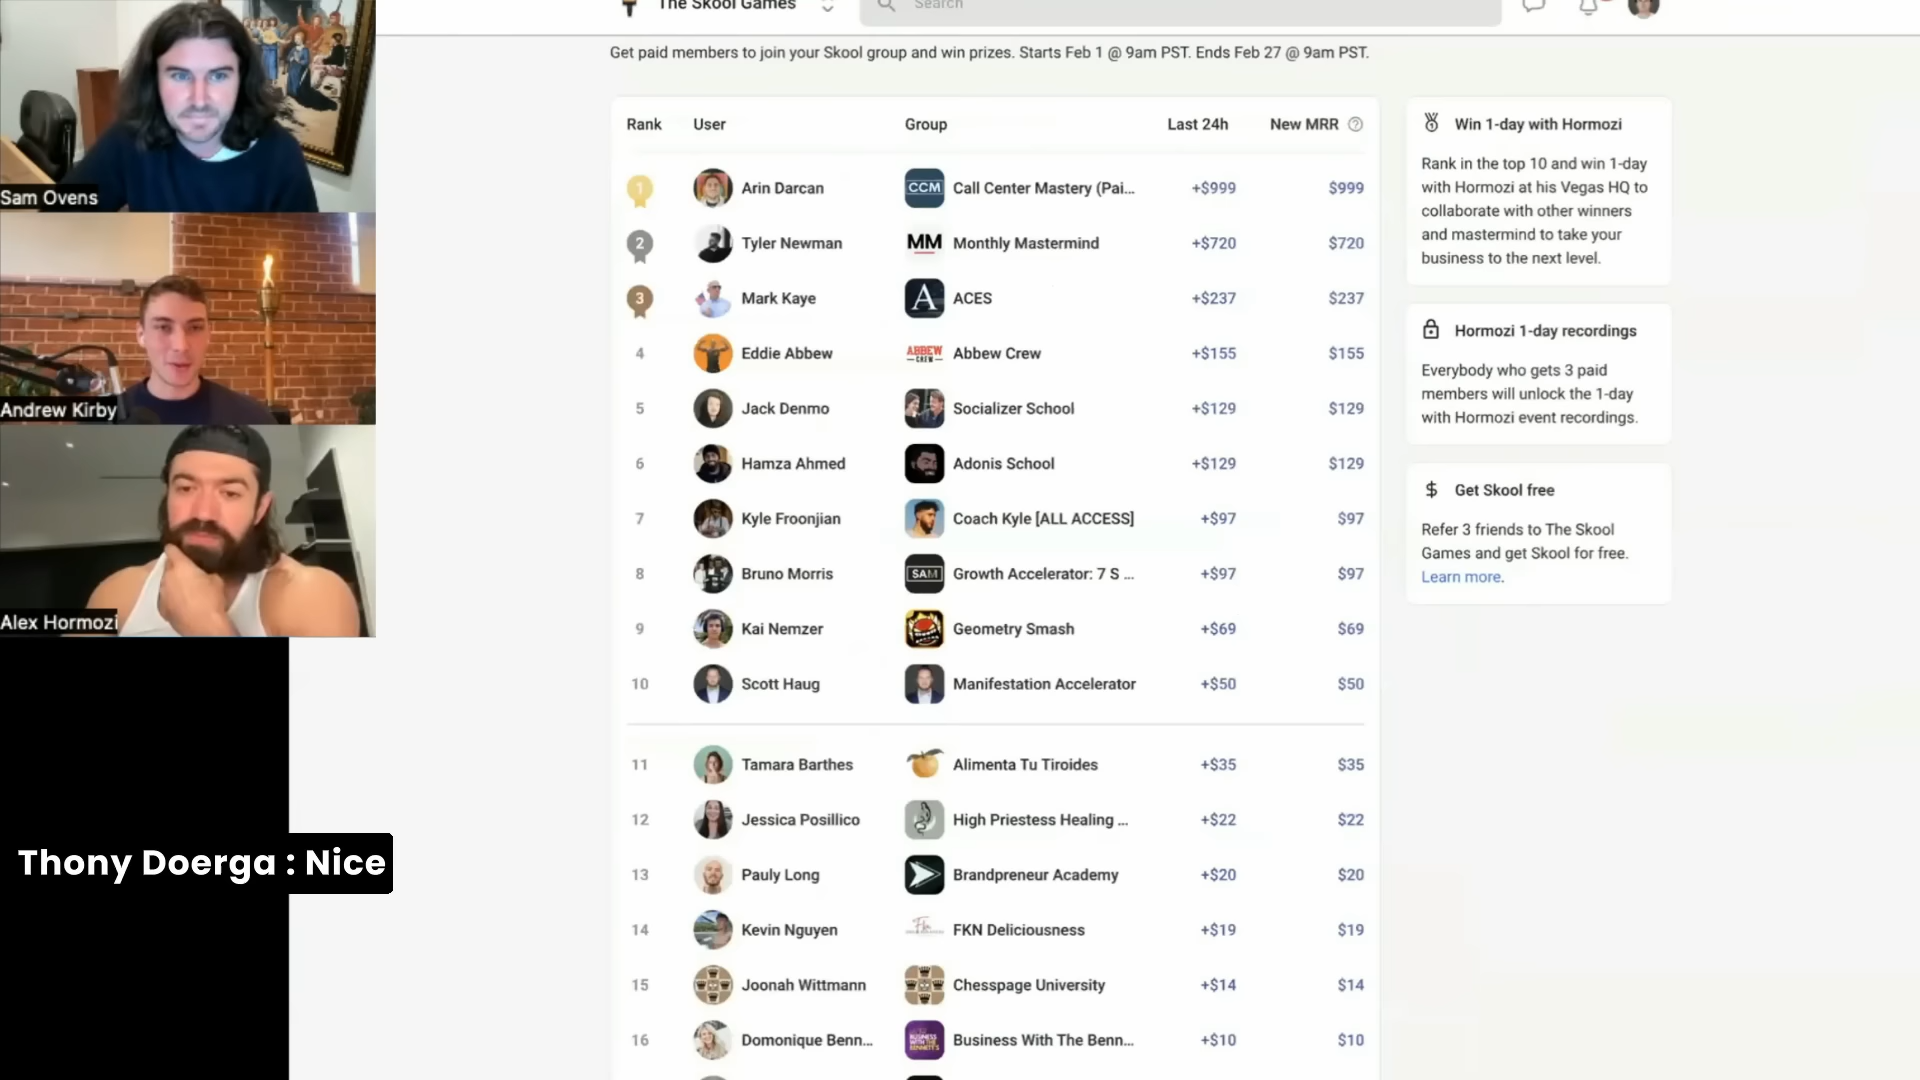 The Skool Games
Search
Get paid members to join your Skool group and win prizes. Starts Feb 1 @ 9am PST. Ends Feb 27 @ 9am PST.
Rank User Group Last 24h New MRR ?
1 Arin Darcan CCM Call Center Mastery (Pai... +$999 $999
2 Tyler Newman MM Monthly Mastermind +$720 $720
3 Mark Kaye A ACES +$237 $237
4 Eddie Abbew ABBEW CREW Abbew Crew +$155 $155
5 Jack Denmo Socializer School +$129 $129
6 Hamza Ahmed Adonis School +$129 $129
7 Kyle Froonjian Coach Kyle [ALL ACCESS] +$97 $97
8 Bruno Morris SAM Growth Accelerator: 7 S ... +$97 $97
9 Kai Nemzer Geometry Smash +$69 $69
10 Scott Haug Manifestation Accelerator +$50 $50
11 Tamara Barthes Alimenta Tu Tiroides +$35 $35
12 Jessica Posillico High Priestess Healing ... +$22 $22
13 Pauly Long Brandpreneur Academy +$20 $20
14 Kevin Nguyen FKN Deliciousness +$19 $19
15 Joonah Wittmann Chesspage University +$14 $14
16 Domonique Benn... BUSINESS WITH THE BENNETT'S Business With The Benn... +$10 $10
Win 1-day with Hormozi
Rank in the top 10 and win 1-day
with Hormozi at his Vegas HQ to
collaborate with other winners
and mastermind to take your
business to the next level.
Hormozi 1-day recordings
Everybody who gets 3 paid
members will unlock the 1-day
with Hormozi event recordings.
$ Get Skool free
Refer 3 friends to The Skool
Games and get Skool for free.
Learn more.
Sam Ovens
Andrew Kirby
Alex Hormozi
Thony Doerga : Nice